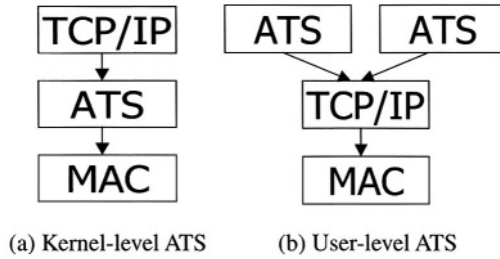 TCP/IP
ATS
MAC
(a) Kernel-level ATS
ATS ATS
TCP/IP
MAC
(b) User-level ATS